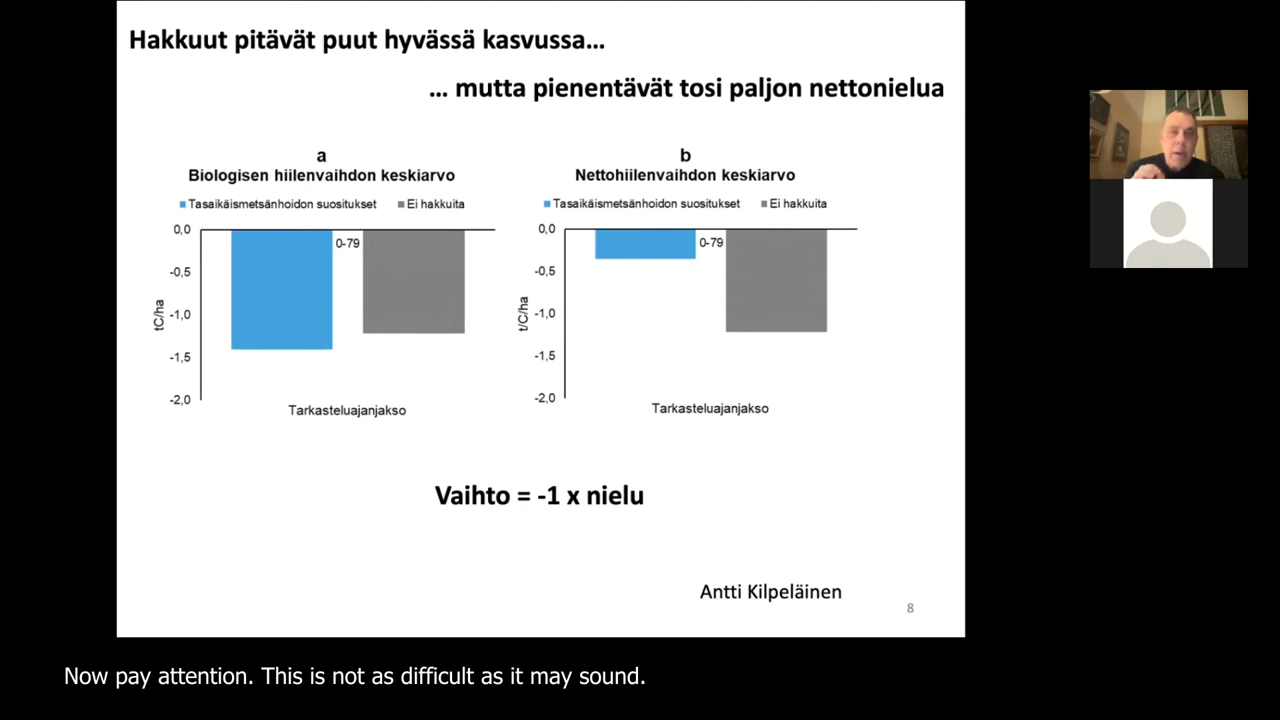 Hakkuut pitävät puut hyvässä kasvussa…
… mutta pienentävät tosi paljon nettonielua
a
Biologisen hiilenvaihdon keskiarvo
Tasaikäismetsänhoidon suositukset Ei hakkuita
0,0
0-79
-0,5
-1,0
-1,5
-2,0
tC/ha
Tarkasteluajanjakso
b
Nettohiilenvaihdon keskiarvo
Tasaikäismetsänhoidon suositukset Ei hakkuita
0,0
0-79
-0,5
-1,0
-1,5
-2,0
t/C/ha
Tarkasteluajanjakso
Vaihto = -1 x nielu
Antti Kilpeläinen
8
Now pay attention. This is not as difficult as it may sound.